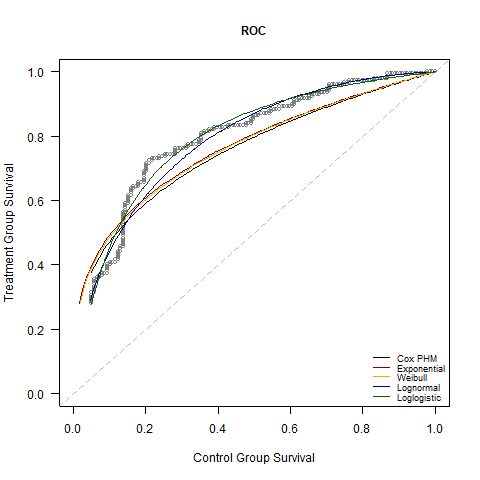 ROC
Treatment Group Survival
1.0
0.8
0.6
0.4
0.2
0.0
Cox PHM
Exponential
Weibull
Lognormal
Loglogistic
0.0 0.2 0.4 0.6 0.8 1.0
Control Group Survival